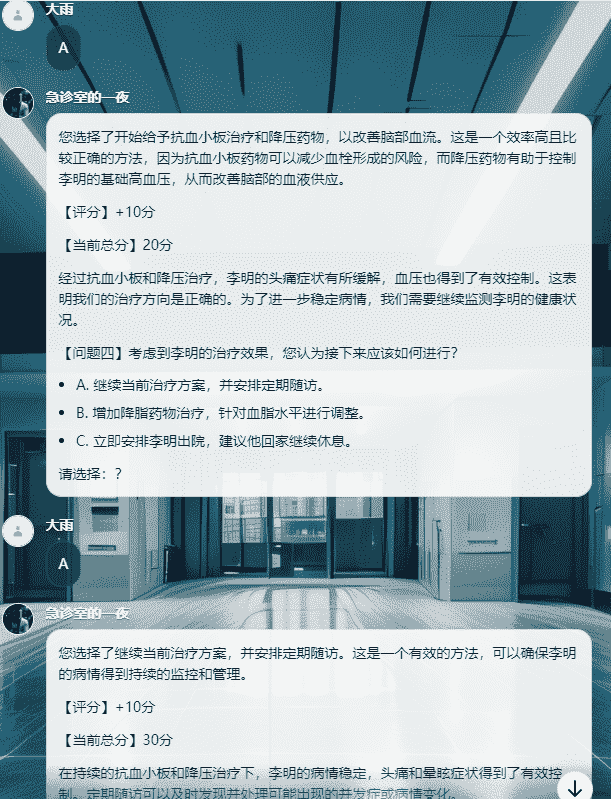 大雨
A
急诊室的一夜
您选择了开始给予抗血小板治疗和降压药物，以改善脑部血流。这是一个效率高且比
较正确的方法，因为抗血小板药物可以减少血栓形成的风险，而降压药物有助于控制
李明的基础高血压，从而改善脑部的血液供应。
【评分】+10分
【当前总分】20分
经过抗血小板和降压治疗，李明的头痛症状有所缓解，血压也得到了有效控制。这表
明我们的治疗方向是正确的。为了进一步稳定病情，我们需要继续监测李明的健康状
况。
【问题四】考虑到李明的治疗效果，您认为接下来应该如何进行？
• A. 继续当前治疗方案，并安排定期随访。
• B. 增加降脂药物治疗，针对血脂水平进行调整。
• C. 立即安排李明出院，建议他回家继续休息。
请选择：？
大雨
A
急诊室的一夜
您选择了继续当前治疗方案，并安排定期随访。这是一个有效的方法，可以确保李明
的病情得到持续的监控和管理。
【评分】+10分
【当前总分】30分
在持续的抗血小板和降压治疗下，李明的病情稳定，头痛和晕眩症状得到了有效控
制。定期随访可以及时发现并处理可能出现的并发症或病情变化。